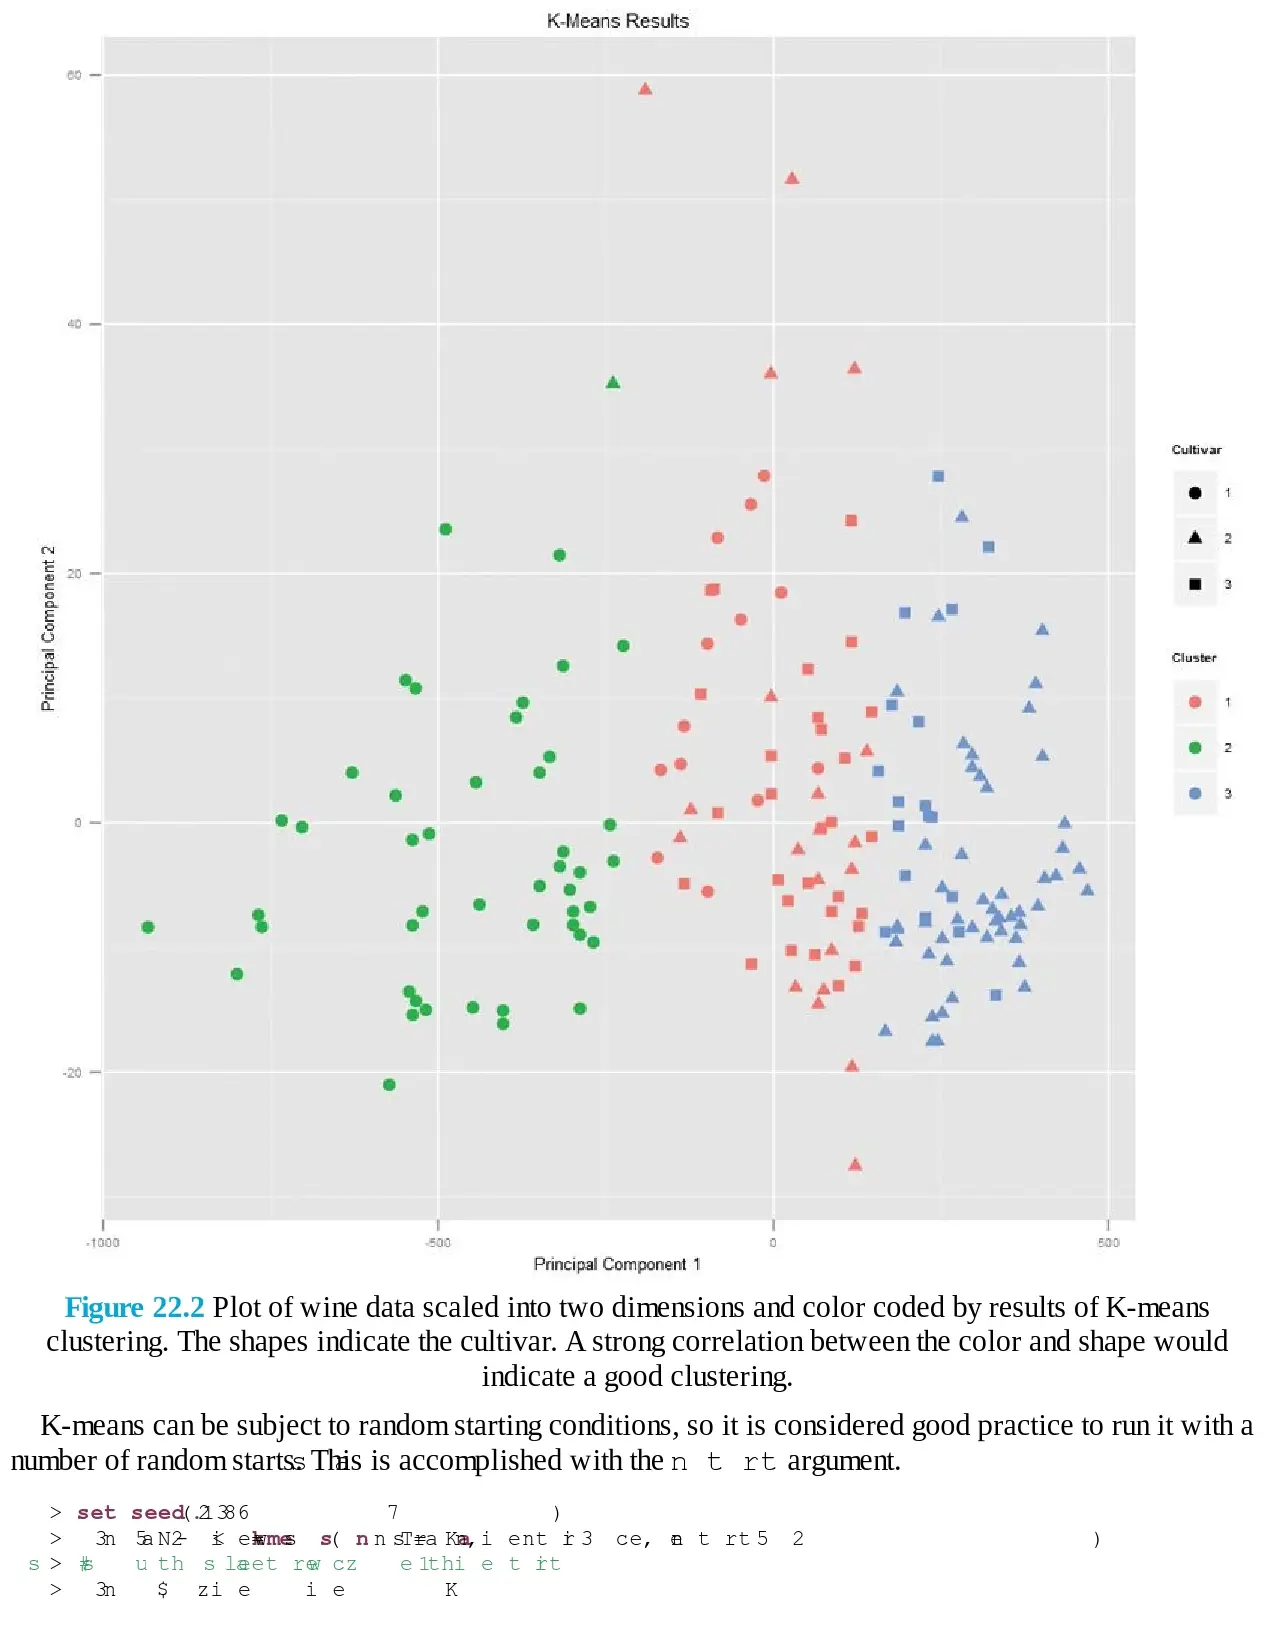 K-Means Results
60
40
20
0
-20
Principal Component 2
-1000
-500
0
500
Principal Component 1
Cultivar
1
2
3
Cluster
1
2
3
Figure 22.2 Plot of wine data scaled into two dimensions and color coded by results of K-means
clustering. The shapes indicate the cultivar. A strong correlation between the color and shape would
indicate a good clustering.
K-means can be subject to random starting conditions, so it is considered good practice to run it with a
number of random starts. This is accomplished with the argument.
> set seed(
>
>
>